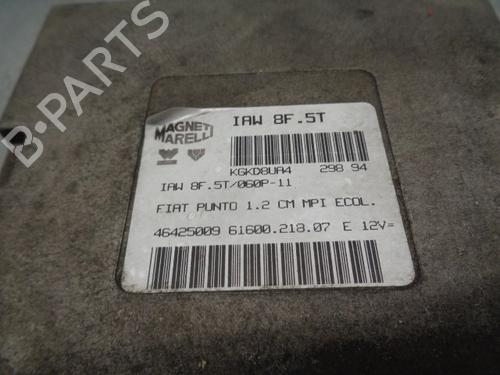 MAGNETI
MARELLI
IAW 8F.5T
KGKD8UA4 298 94
IAW 8F.5T/060P-11
FIAT PUNTO 1.2 CM MPI ECOL.
46425009 61600.218.07 E 12V=
B-PARTS